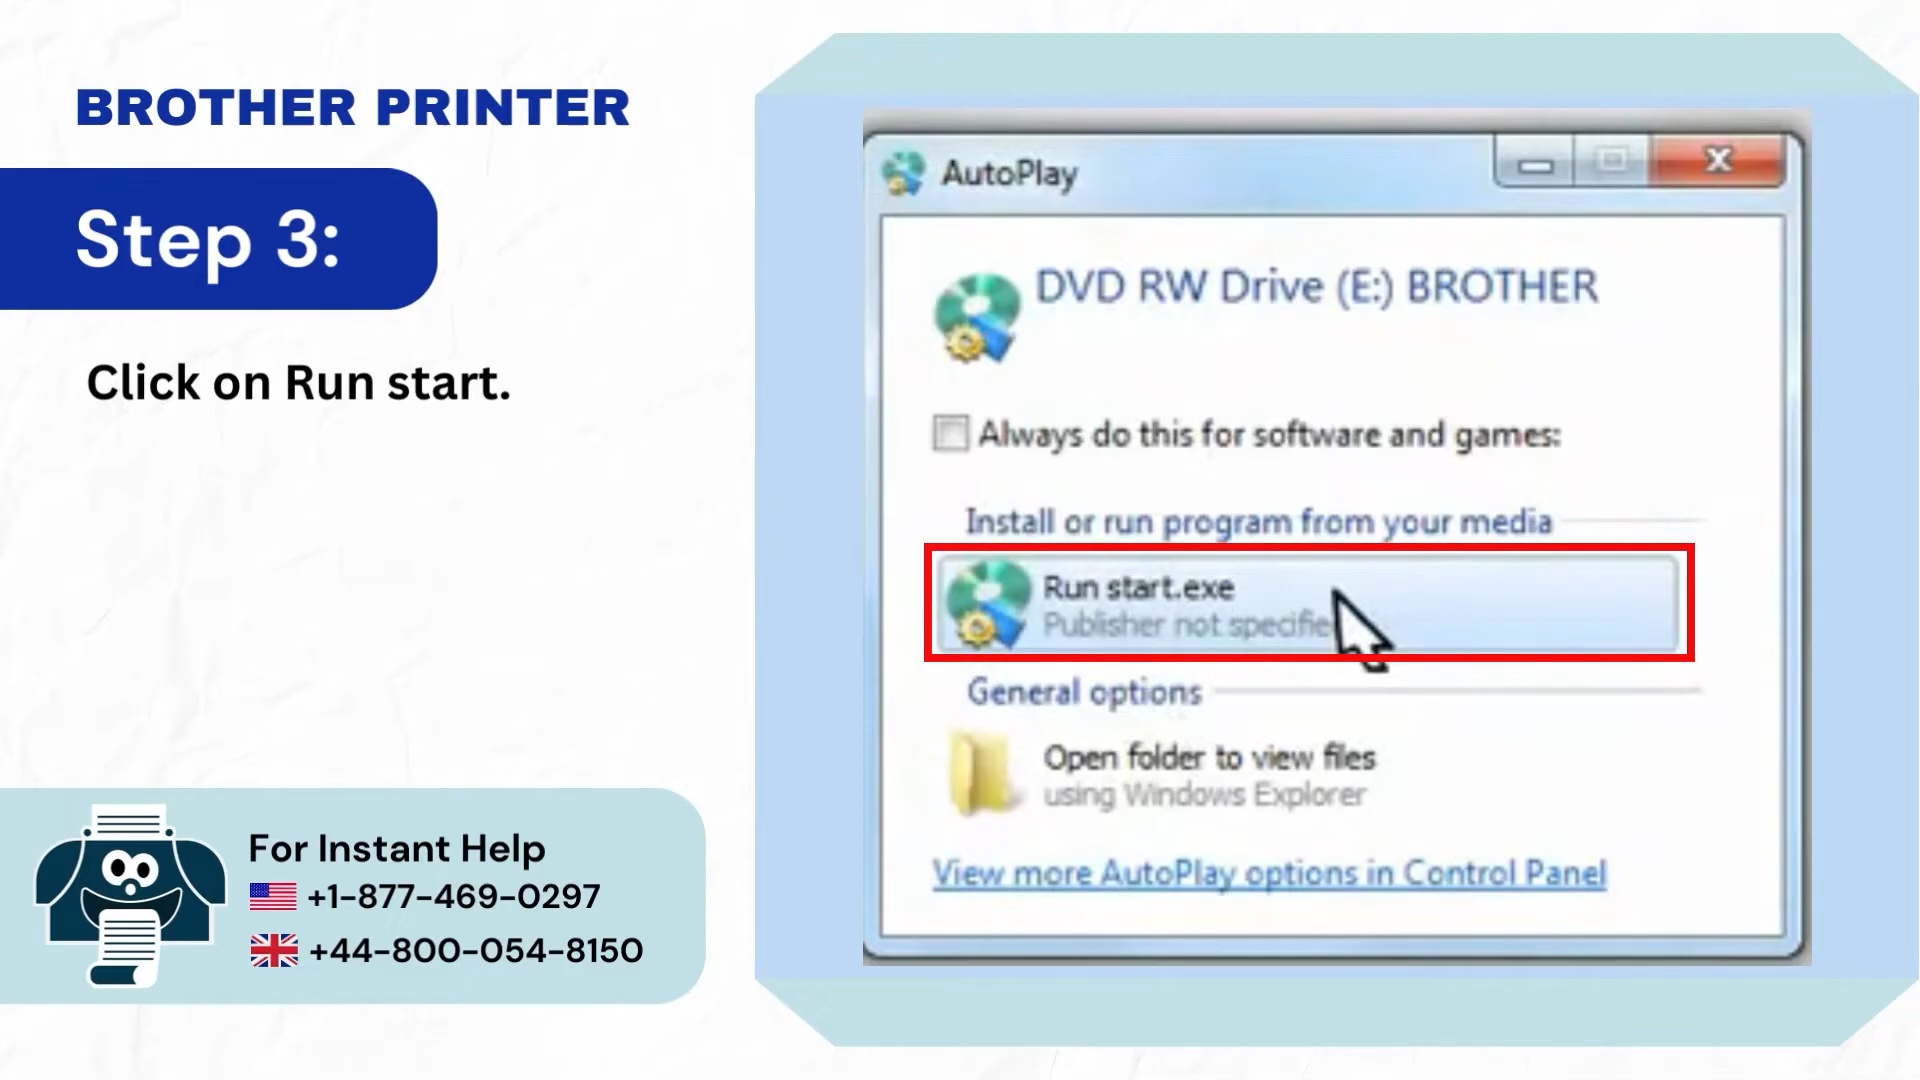 BROTHER PRINTER
Step 3:
Click on Run start.
For Instant Help
+1-877-469-0297
+44-800-054-8150
AutoPlay
DVD RW Drive (E:) BROTHER
Always do this for software and games:
Install or run program from your media
Run start.exe
Publisher not specifie
General options
Open folder to view files
using Windows Explorer
View more AutoPlay options in Control Panel